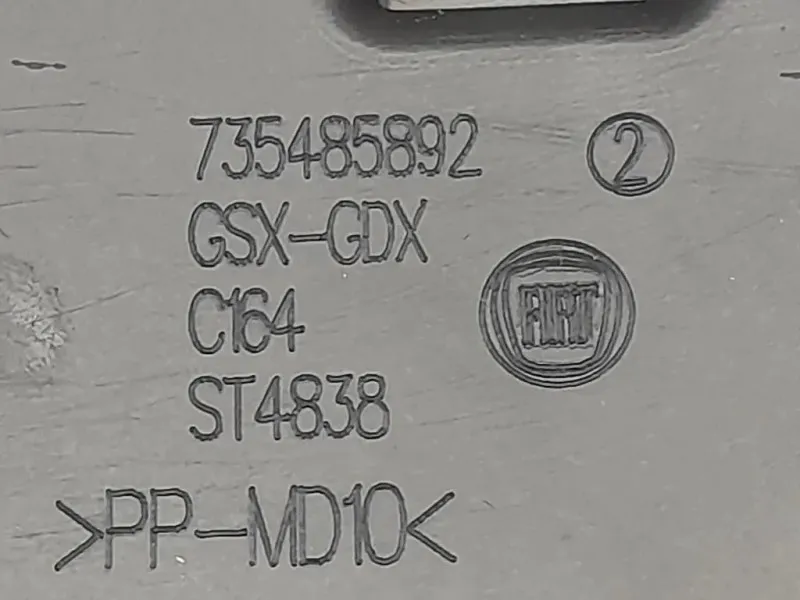 735485892 2
GSX-GDX
C164
FIAT
ST4838
>PP-MD10<